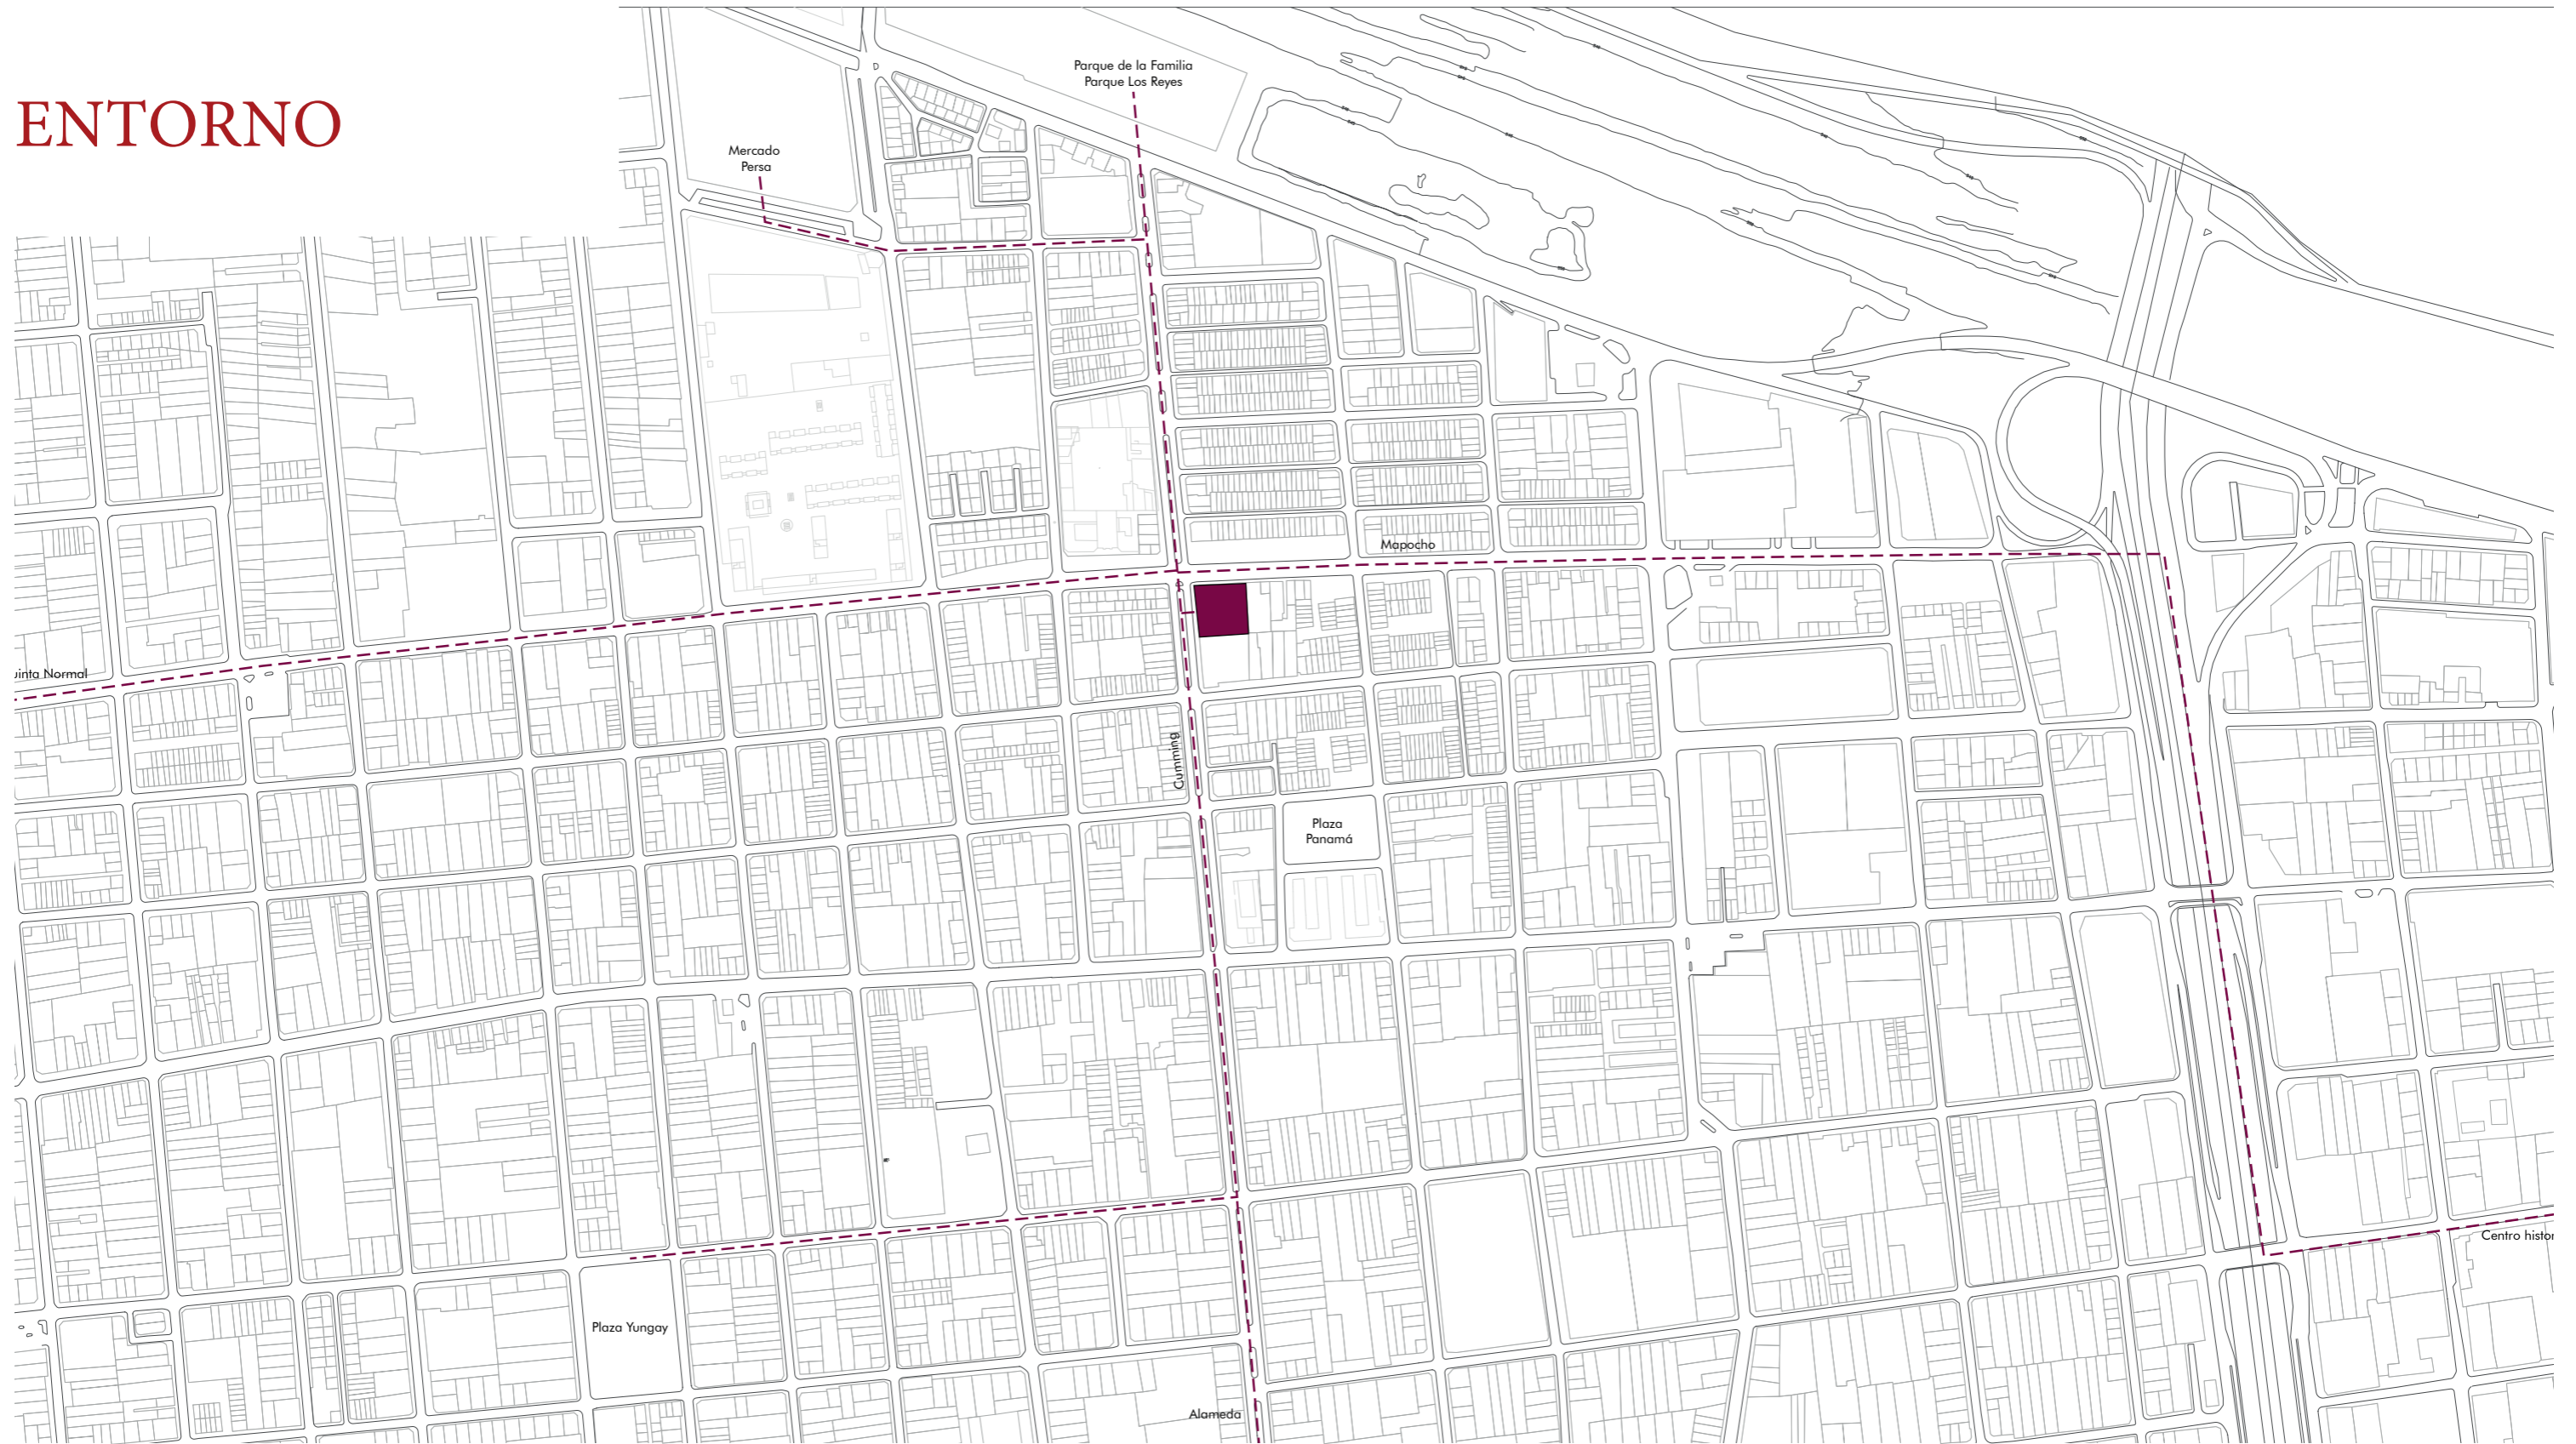 ENTORNO
Parque de la Familia
Parque Los Reyes
Mercado
Persa
Mapocho
uinta Normal
Cumming
Plaza
Panamá
Centro histor
Plaza Yungay
Alameda